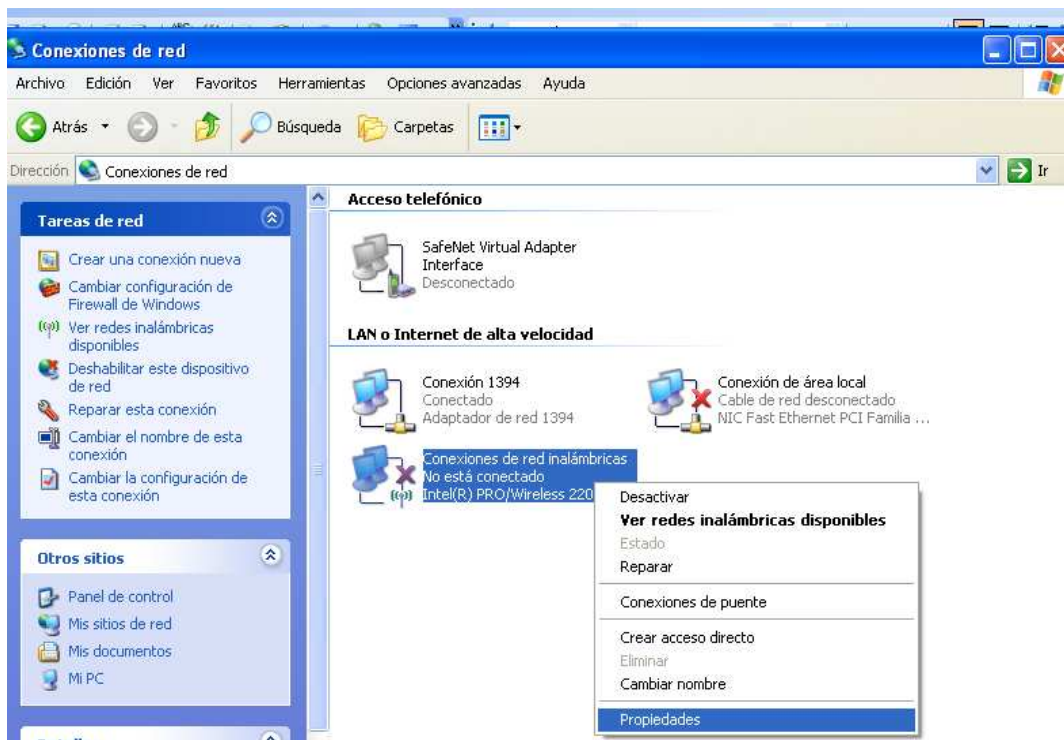 Conexiones de red
Archivo Edición Ver Favoritos Herramientas Opciones avanzadas Ayuda
Atrás Búsqueda Carpetas
Dirección Conexiones de red Ir
Tareas de red
Crear una conexión nueva
Cambiar configuración de
Firewall de Windows
Ver redes inalámbricas
disponibles
Deshabilitar este dispositivo
de red
Reparar esta conexión
Cambiar el nombre de esta
conexión
Cambiar la configuración de
esta conexión
Otros sitios
Panel de control
Mis sitios de red
Mis documentos
Mi PC
Acceso telefónico
SafeNet Virtual Adapter
Interface
Desconectado
LAN o Internet de alta velocidad
Conexión 1394
Conectado
Adaptador de red 1394
Conexión de área local
Cable de red desconectado
NIC Fast Ethernet PCI Familia ...
Conexiones de red inalámbricas
No está conectado
Intel(R) PRO/Wireless 220
Desactivar
Ver redes inalámbricas disponibles
Estado
Reparar
Conexiones de puente
Crear acceso directo
Eliminar
Cambiar nombre
Propiedades